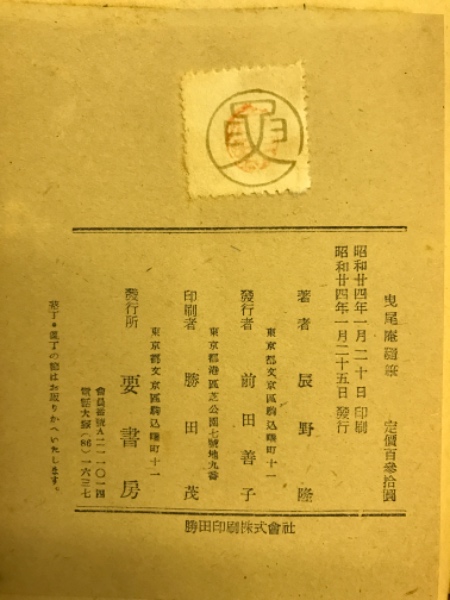 曳尾庵雑筆 定價百參拾圓
昭和廿四年一月二十日 印刷
昭和廿四年一月二十五日 發行
著者 辰野隆
東京都文京區駒込曙町十一
發行者 前田善子
東京都港區芝公園七號地九番
印刷者 勝田茂
東京都文京區駒込曙町十一
發行所 要書房
會員番號A二一一〇一四
電話大塚(86)一六三七
落丁・亂丁の節はお取りかへいたします。
勝田印刷株式會社